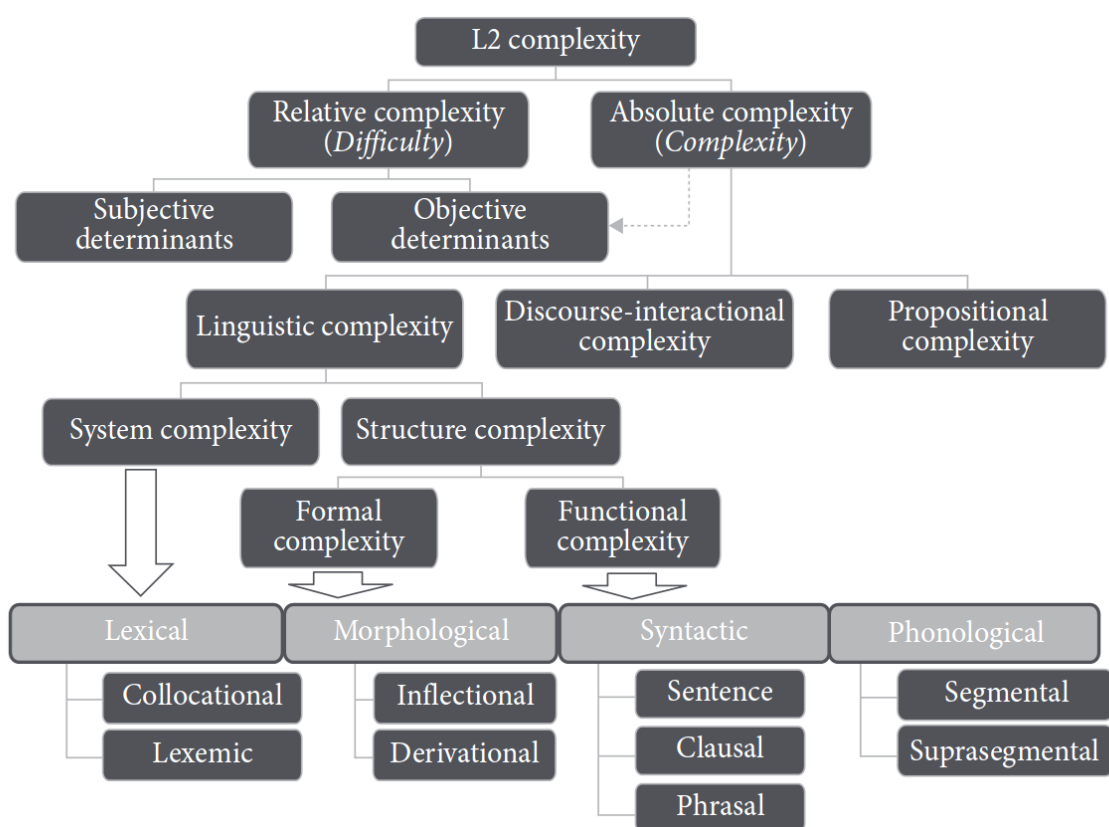 L2 complexity
Relative complexity
(Difficulty)
Absolute complexity
(Complexity)
Subjective
determinants
Objective
determinants
Linguistic complexity
Discourse-interactional
complexity
Propositional
complexity
System complexity
Structure complexity
Formal
complexity
Functional
complexity
Lexical
Morphological
Syntactic
Phonological
Collocational
Lexemic
Inflectional
Derivational
Sentence
Clausal
Phrasal
Segmental
Suprasegmental